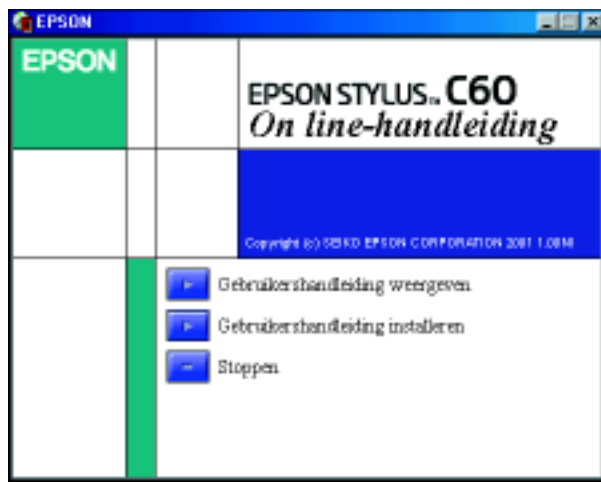 EPSON
EPSON
EPSON STYLUS™ C60
On line-handleiding
Copyright (c) SEIKO EPSON CORPORATION 2001 1.00NI
Gebruikershandleiding weergeven
Gebruikershandleiding installeren
Stoppen